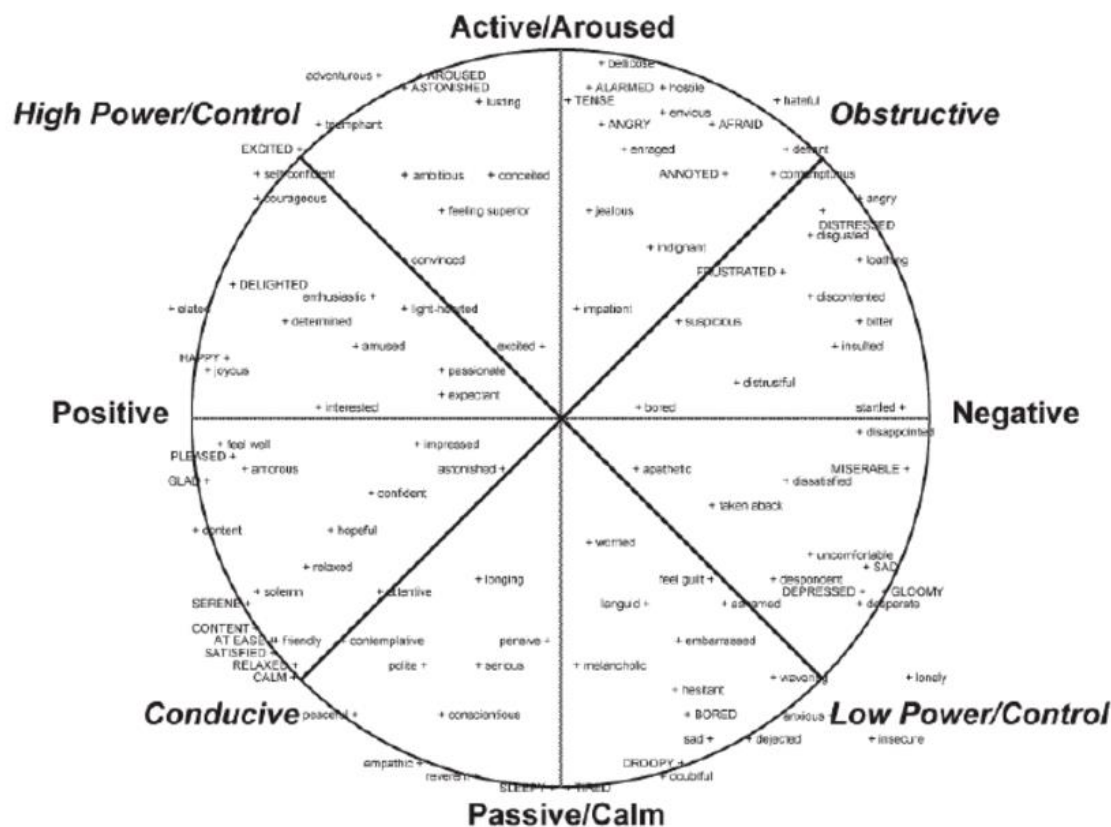 Active/Aroused
+ bellicose
adventurous + + AROUSED
+ ASTONISHED + ALARMED + hostile
+ lusting + TENSE + hateful
High Power/Control + envious Obstructive
+ triumphant + ANGRY + AFRAID
EXCITED + + enraged + defiant
+ self-confident + ambitious + conceited ANNOYED + + contemptuous
+ courageous + angry
+ feeling superior + jealous +
DISTRESSED
+ disgusted
+ indignant
+ convinced + loathing
FRUSTRATED +
+ DELIGHTED
enthusiastic + + discontented
+ elated + light-hearted + impatient
+ determined + suspicious + bitter
+ amused excited + + insulted
HAPPY +
+ joyous + passionate
+ distrustful
+ expectant
+ interested + bored startled +
Positive Negative
+ disappointed
+ feel well + impressed
PLEASED +
+ amorous astonished + + apathetic MISERABLE +
GLAD + + dissatisfied
+ confident
+ taken aback
+ content + hopeful
+ worried
+ uncomfortable
+ relaxed + SAD
+ longing feel guilt + + despondent
+ solemn + attentive DEPRESSED + + GLOOMY
SERENE + languid + + ashamed + desperate
CONTENT +
AT EASE + + friendly + contemplative pensive + + embarrassed
SATISFIED +
RELAXED + polite + + serious + melancholic
CALM + + wavering + lonely
+ hesitant
Conducive peaceful + + conscientious + BORED anxious + Low Power/Control
sad + + dejected + insecure
empathic + DROOPY +
reverent + + doubtful
SLEEPY + + TIRED
Passive/Calm